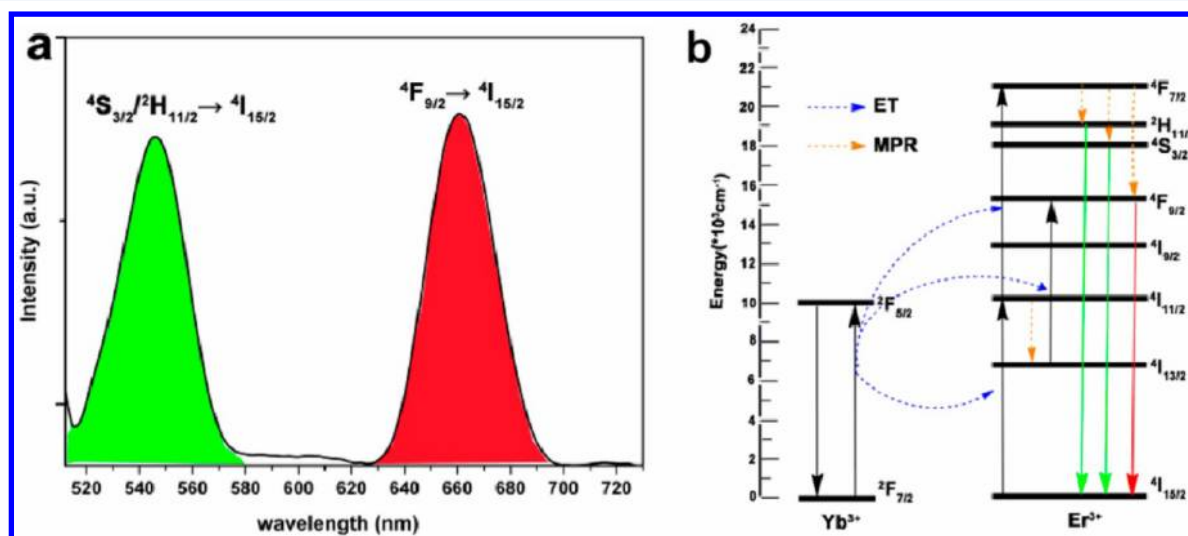 a
⁴S₃/₂/²H₁₁/₂→ ⁴I₁₅/₂
⁴F₉/₂→ ⁴I₁₅/₂
Intensity (a.u.)
520 540 560 580 600 620 640 660 680 700 720
wavelength (nm)
b
Energy(*10³cm⁻¹)
24
22
20
18
16
14
12
10
8
6
4
2
0
ET
MPR
²F₅/₂
²F₇/₂
Yb³⁺
⁴F₇/₂
²H₁₁/
⁴S₃/₂
⁴F₉/₂
⁴I₉/₂
⁴I₁₁/₂
⁴I₁₃/₂
⁴I₁₅/₂
Er³⁺